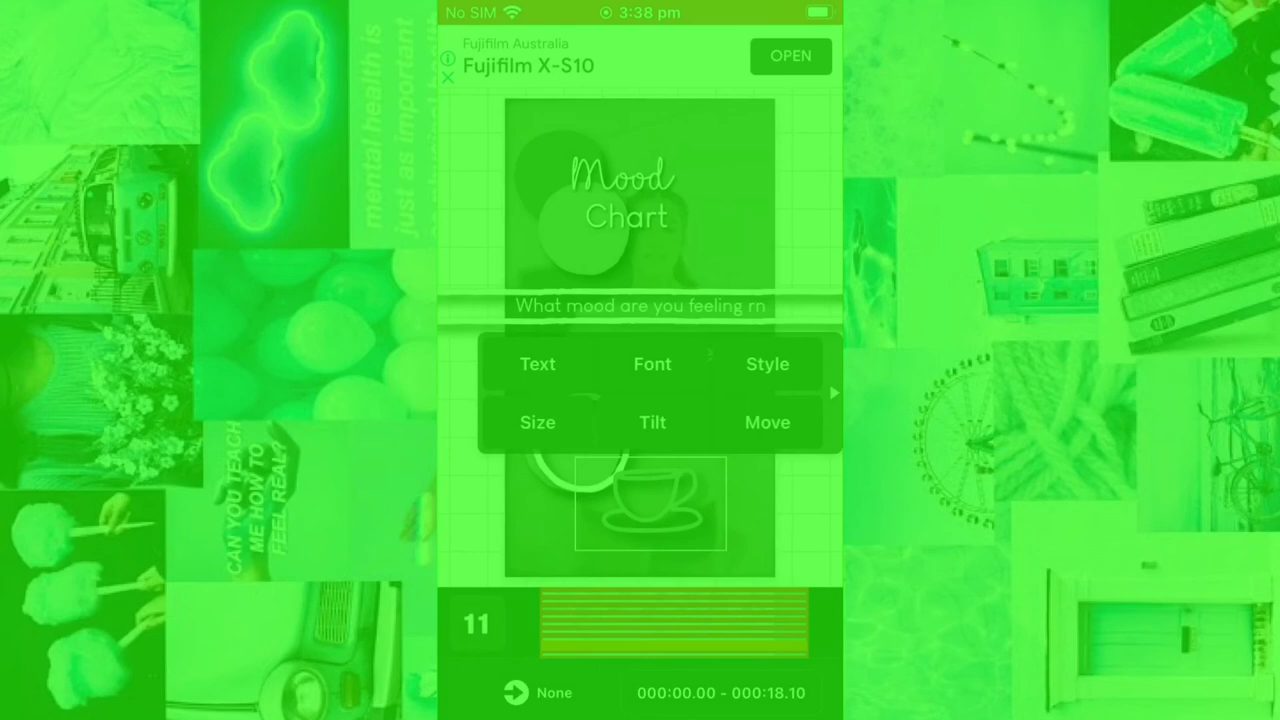 No SIM 3:38 pm
Fujifilm Australia
Fujifilm X-S10
OPEN
mental health is
just as important
Mood
Chart
What mood are you feeling rn
Text Font Style
Size Tilt Move
CAN YOU TEACH
ME HOW TO
FEEL REAL?
11
None 000:00.00 - 000:18.10